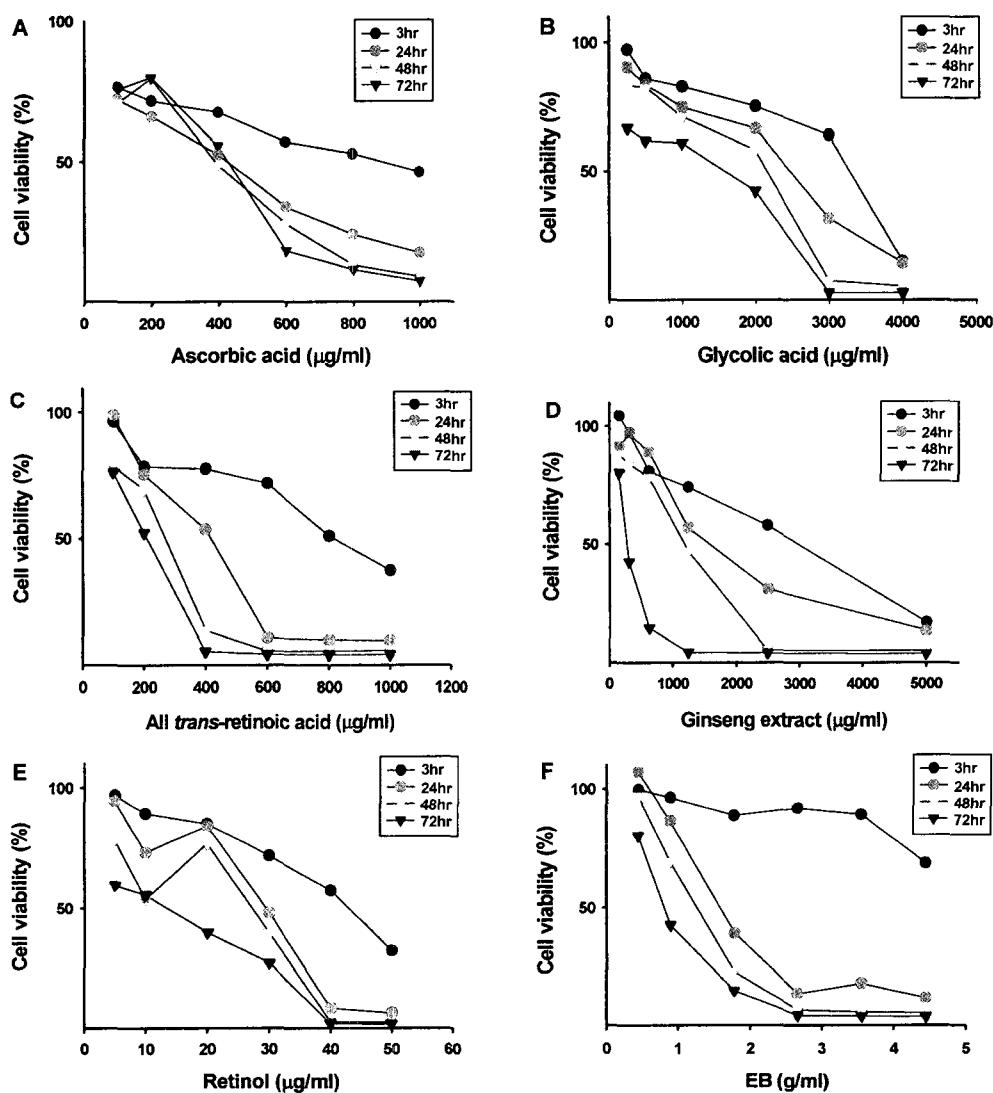 A
100
50
Cell viability (%)
3hr
24hr
48hr
72hr
0 200 400 600 800 1000
Ascorbic acid (μg/ml)
B
100
50
Cell viability (%)
3hr
24hr
48hr
72hr
0 1000 2000 3000 4000 5000
Glycolic acid (μg/ml)
C
100
50
Cell viability (%)
3hr
24hr
48hr
72hr
0 200 400 600 800 1000 1200
All trans-retinoic acid (μg/ml)
D
100
50
Cell viability (%)
3hr
24hr
48hr
72hr
0 1000 2000 3000 4000 5000
Ginseng extract (μg/ml)
E
100
50
Cell viability (%)
3hr
24hr
48hr
72hr
0 10 20 30 40 50 60
Retinol (μg/ml)
F
100
50
Cell viability (%)
3hr
24hr
48hr
72hr
0 1 2 3 4 5
EB (g/ml)